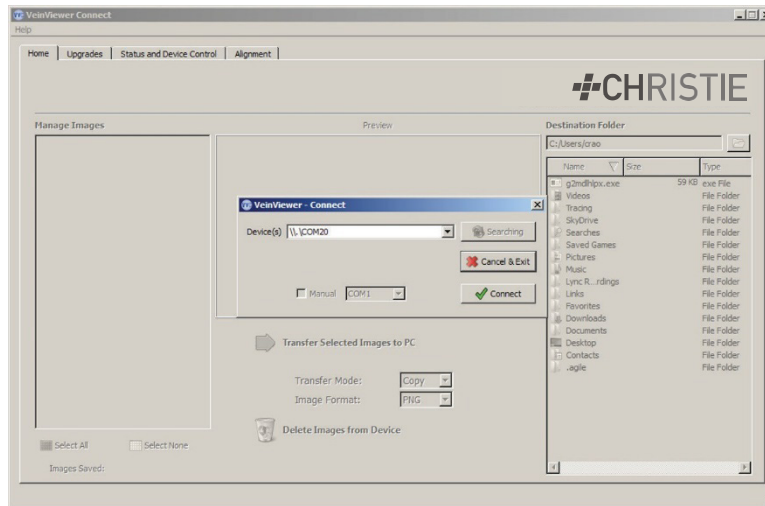 VeinViewer Connect
Help
Home Upgrades Status and Device Control Alignment
CHRISTIE
Manage Images
Preview
Destination Folder
C:/Users/crao
Name Size Type
g2mdhlpx.exe 59 KB exe File
Videos File Folder
Tracing File Folder
SkyDrive File Folder
Searches File Folder
Saved Games File Folder
Pictures File Folder
Music File Folder
Lync R...rdings File Folder
Links File Folder
Favorites File Folder
Downloads File Folder
Documents File Folder
Desktop File Folder
Contacts File Folder
.agile File Folder
VeinViewer - Connect
Device(s) \\.\COM20 Searching
Cancel & Exit
Manual COM1 Connect
Transfer Selected Images to PC
Transfer Mode: Copy
Image Format: PNG
Delete Images from Device
Select All Select None
Images Saved: